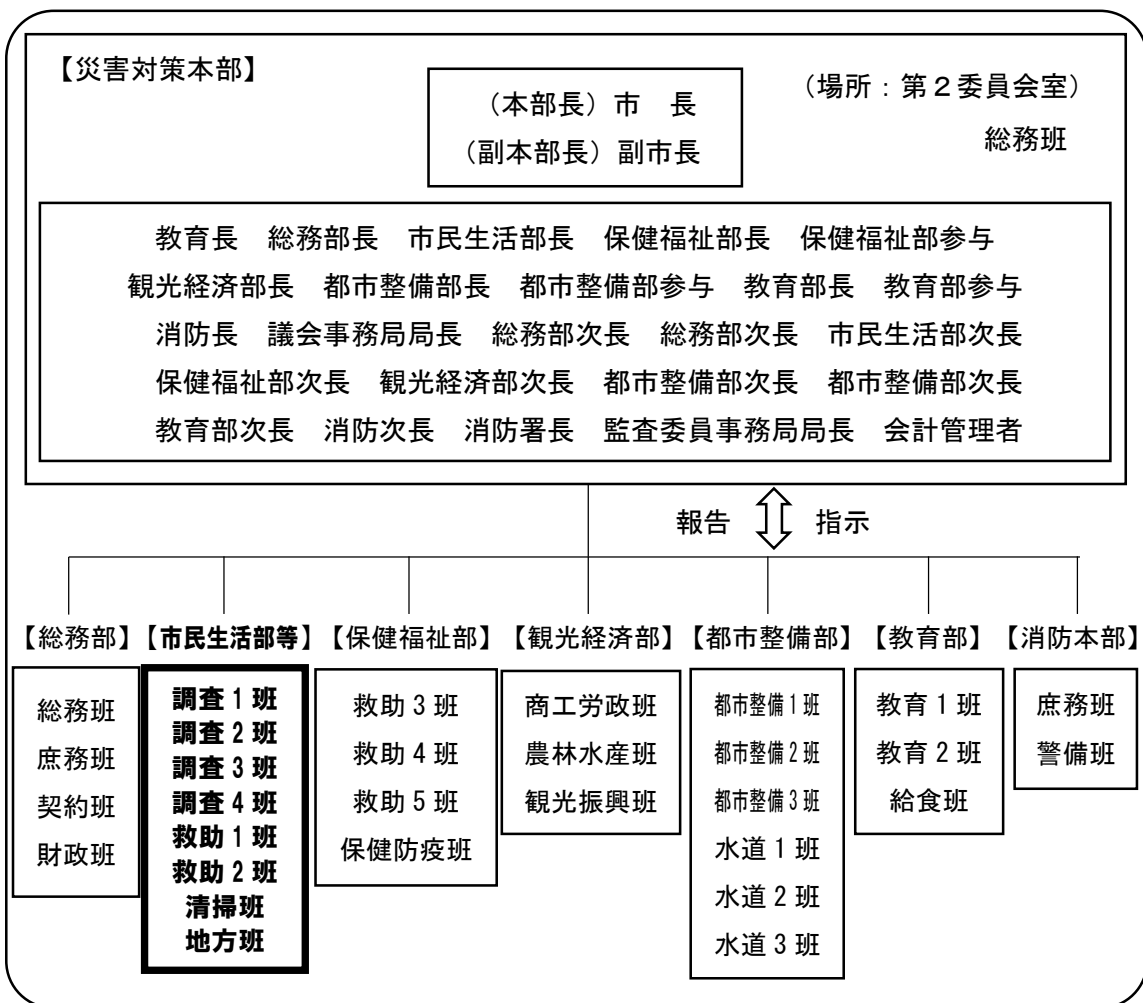 【災害対策本部】
（本部長）市　長
（副本部長）副市長
（場所：第２委員会室）
総務班
教育長　総務部長　市民生活部長　保健福祉部長　保健福祉部参与
観光経済部長　都市整備部長　都市整備部参与　教育部長　教育部参与
消防長　議会事務局局長　総務部次長　総務部次長　市民生活部次長
保健福祉部次長　観光経済部次長　都市整備部次長　都市整備部次長
教育部次長　消防次長　消防署長　監査委員事務局局長　会計管理者
報告　指示
【総務部】
総務班
庶務班
契約班
財政班
【市民生活部等】
調査１班
調査２班
調査３班
調査４班
救助１班
救助２班
清掃班
地方班
【保健福祉部】
救助３班
救助４班
救助５班
保健防疫班
【観光経済部】
商工労政班
農林水産班
観光振興班
【都市整備部】
都市整備１班
都市整備２班
都市整備３班
水道１班
水道２班
水道３班
【教育部】
教育１班
教育２班
給食班
【消防本部】
庶務班
警備班